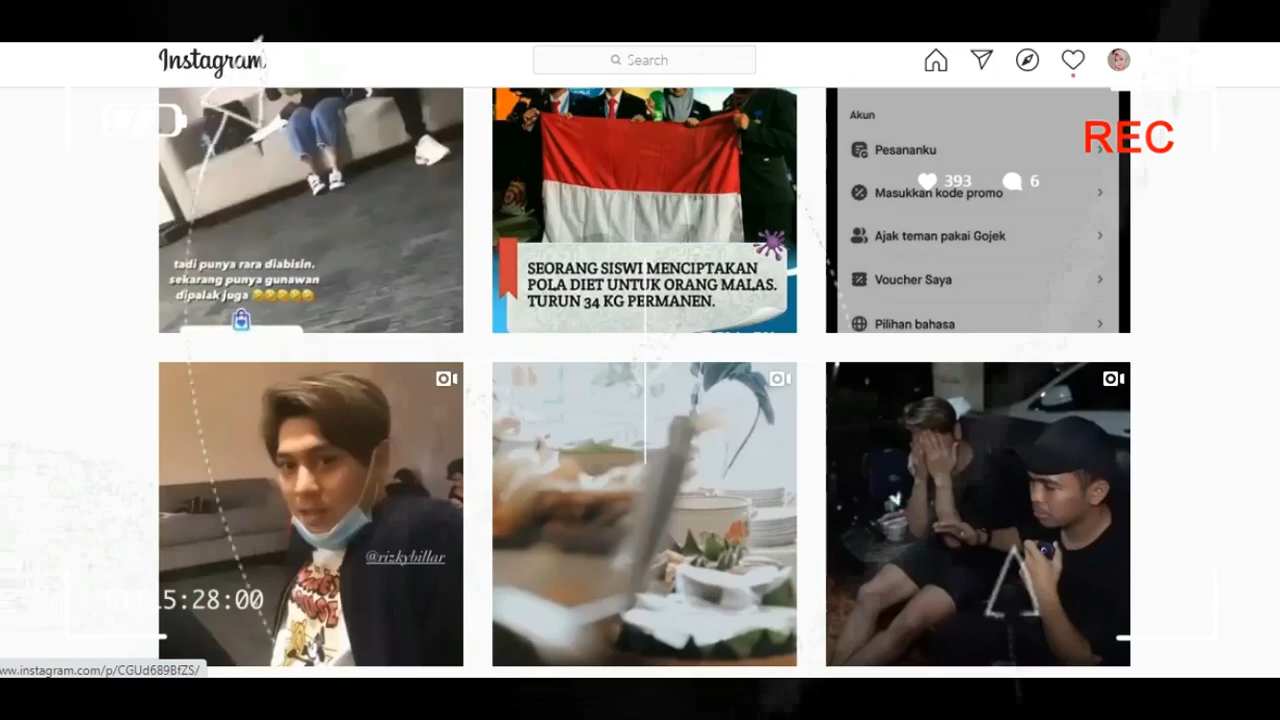 Instagram
Search
REC
tadi punya rara diabisin.
sekarang punya gunawan
dipalak juga 🤣🤣🤣🤣🤣
SEORANG SISWI MENCIPTAKAN
POLA DIET UNTUK ORANG MALAS.
TURUN 34 KG PERMANEN.
Akun
Pesananku
393 6
Masukkan kode promo
Ajak teman pakai Gojek
Voucher Saya
Pilihan bahasa
@rizkybillar
5:28:00
ww.instagram.com/p/CGUd689BfZS/